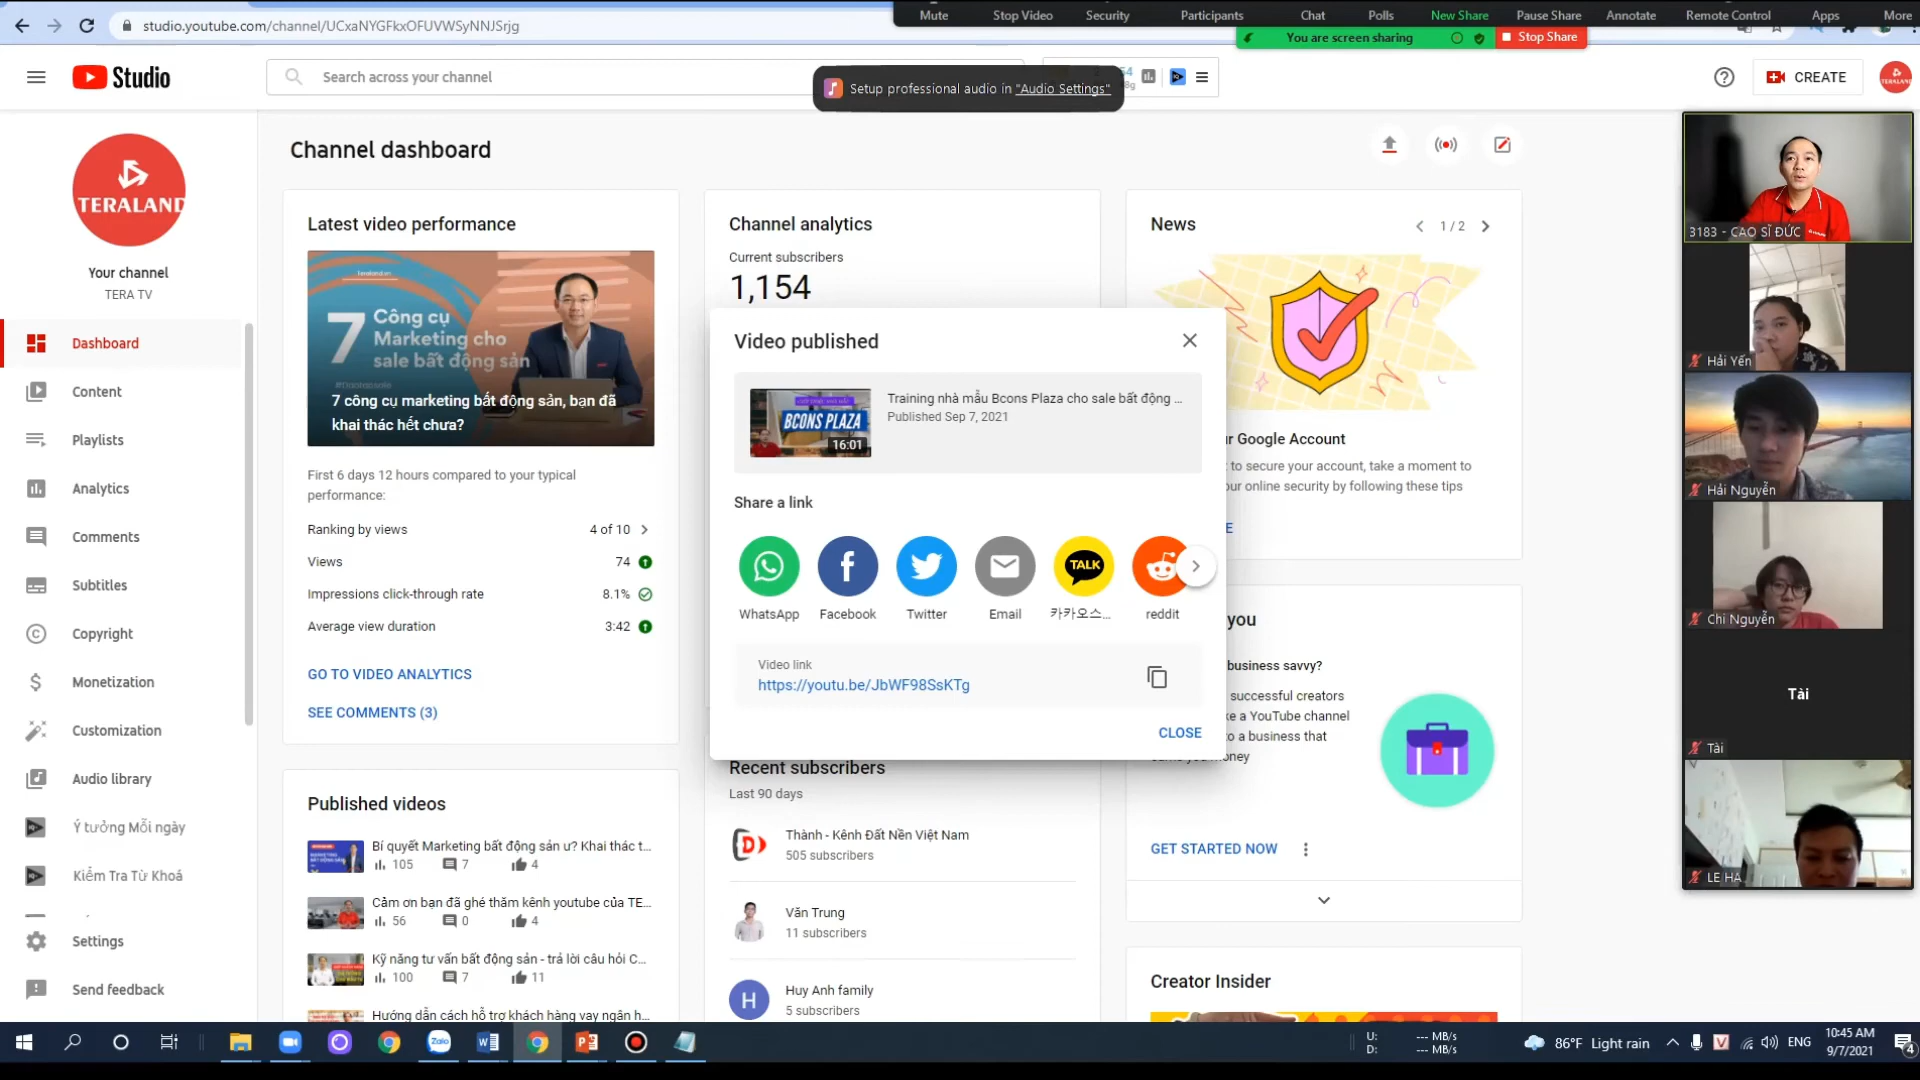 studio.youtube.com/channel/UCxaNYGFkxOFUVWSyNNJSrjg
Mute
Stop Video
Security
Participants
Chat
Polls
New Share
Pause Share
Annotate
Remote Control
Apps
More
You are screen sharing
Stop Share
Studio
Search across your channel
Setup professional audio in "Audio Settings"
CREATE
TERALAND
Your channel
TERA TV
Dashboard
Content
Playlists
Analytics
Comments
Subtitles
Copyright
Monetization
Customization
Audio library
Ý tưởng Mỗi ngày
Kiểm Tra Từ Khoá
Settings
Send feedback
Channel dashboard
Latest video performance
Teraland.vn
7 Công cụ
Marketing cho
sale bất động sản
7 công cụ marketing bất động sản, bạn đã
khai thác hết chưa?
First 6 days 12 hours compared to your typical
performance:
Ranking by views 4 of 10
Views 74
Impressions click-through rate 8.1%
Average view duration 3:42
GO TO VIDEO ANALYTICS
SEE COMMENTS (3)
Published videos
Bí quyết Marketing bất động sản ư? Khai thác t...
105 7 4
Cảm ơn bạn đã ghé thăm kênh youtube của TE...
56 0 4
Kỹ năng tư vấn bất động sản - trả lời câu hỏi C...
100 7 11
Hướng dẫn cách hỗ trợ khách hàng vay ngân h...
Channel analytics
Current subscribers
1,154
Video published
BCONS PLAZA
16:01
Training nhà mẫu Bcons Plaza cho sale bất động ...
Published Sep 7, 2021
Share a link
TALK
WhatsApp
Facebook
Twitter
Email
카카오스...
reddit
Video link
https://youtu.be/JbWF98SsKTg
CLOSE
Recent subscribers
Last 90 days
Thành - Kênh Đất Nền Việt Nam
505 subscribers
Văn Trung
11 subscribers
H
Huy Anh family
5 subscribers
News
1 / 2
r Google Account
to secure your account, take a moment to
our online security by following these tips
E
you
business savvy?
successful creators
ke a YouTube channel
o a business that
money
GET STARTED NOW
Creator Insider
3183 - CAO SĨ ĐỨC
Hải Yến
Hải Nguyễn
Chi Nguyễn
Tài
Tài
LE HA
Zalo
U: --- MB/s
D: --- MB/s
86°F Light rain
V
ENG
10:45 AM
9/7/2021
4